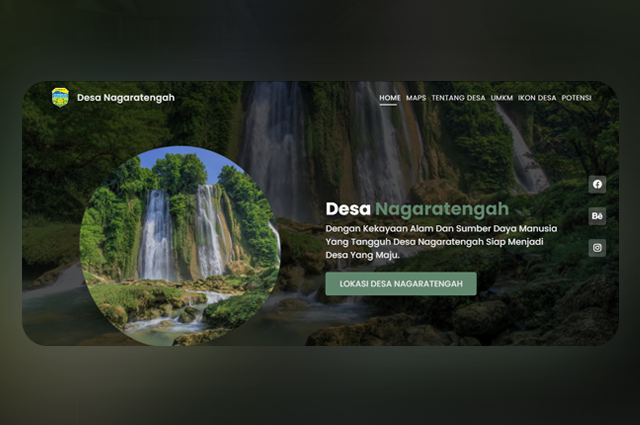 Desa Nagaratengah
HOME MAPS TENTANG DESA UMKM IKON DESA POTENSI
Desa Nagaratengah
Dengan Kekayaan Alam Dan Sumber Daya Manusia
Yang Tangguh Desa Nagaratengah Siap Menjadi
Desa Yang Maju.
LOKASI DESA NAGARATENGAH
Bē